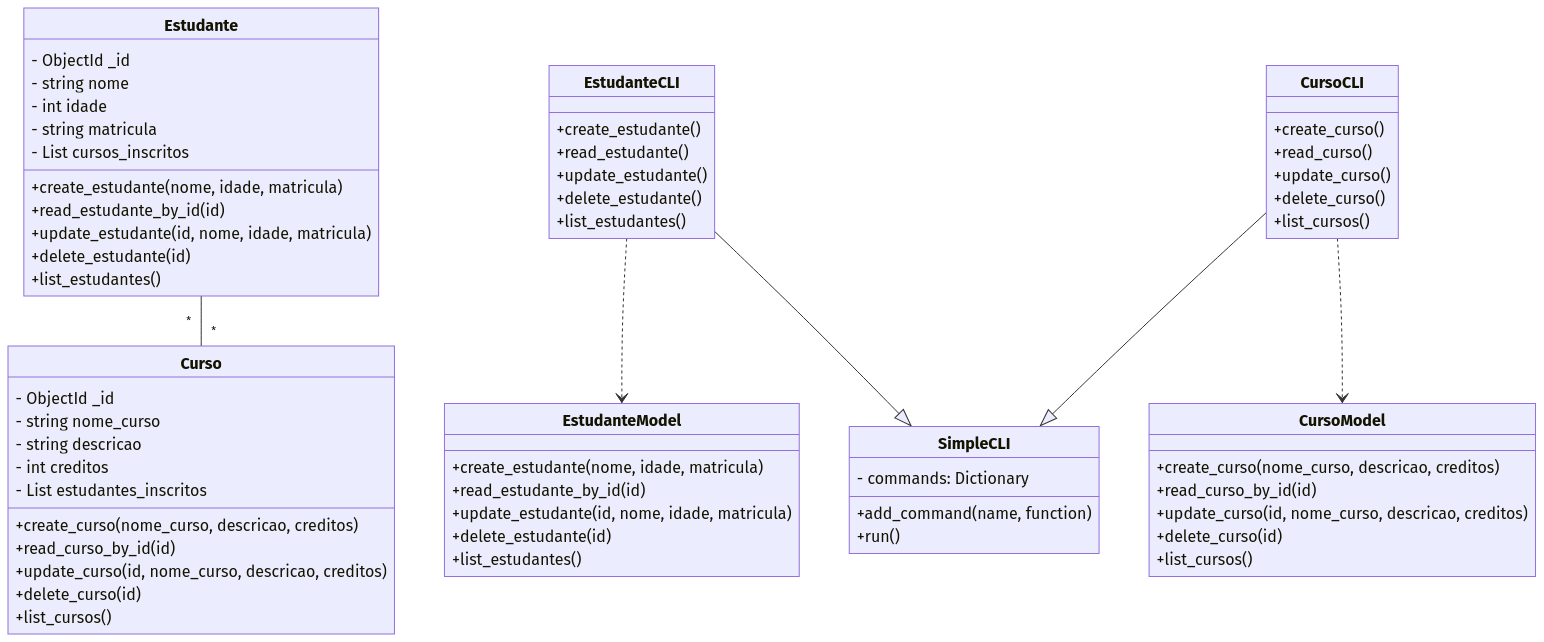 Estudante
- ObjectId _id
- string nome
- int idade
- string matricula
- List cursos_inscritos
+create_estudante(nome, idade, matricula)
+read_estudante_by_id(id)
+update_estudante(id, nome, idade, matricula)
+delete_estudante(id)
+list_estudantes()
*
*
Curso
- ObjectId _id
- string nome_curso
- string descricao
- int creditos
- List estudantes_inscritos
+create_curso(nome_curso, descricao, creditos)
+read_curso_by_id(id)
+update_curso(id, nome_curso, descricao, creditos)
+delete_curso(id)
+list_cursos()
EstudanteCLI
+create_estudante()
+read_estudante()
+update_estudante()
+delete_estudante()
+list_estudantes()
CursoCLI
+create_curso()
+read_curso()
+update_curso()
+delete_curso()
+list_cursos()
EstudanteModel
+create_estudante(nome, idade, matricula)
+read_estudante_by_id(id)
+update_estudante(id, nome, idade, matricula)
+delete_estudante(id)
+list_estudantes()
SimpleCLI
- commands: Dictionary
+add_command(name, function)
+run()
CursoModel
+create_curso(nome_curso, descricao, creditos)
+read_curso_by_id(id)
+update_curso(id, nome_curso, descricao, creditos)
+delete_curso(id)
+list_cursos()